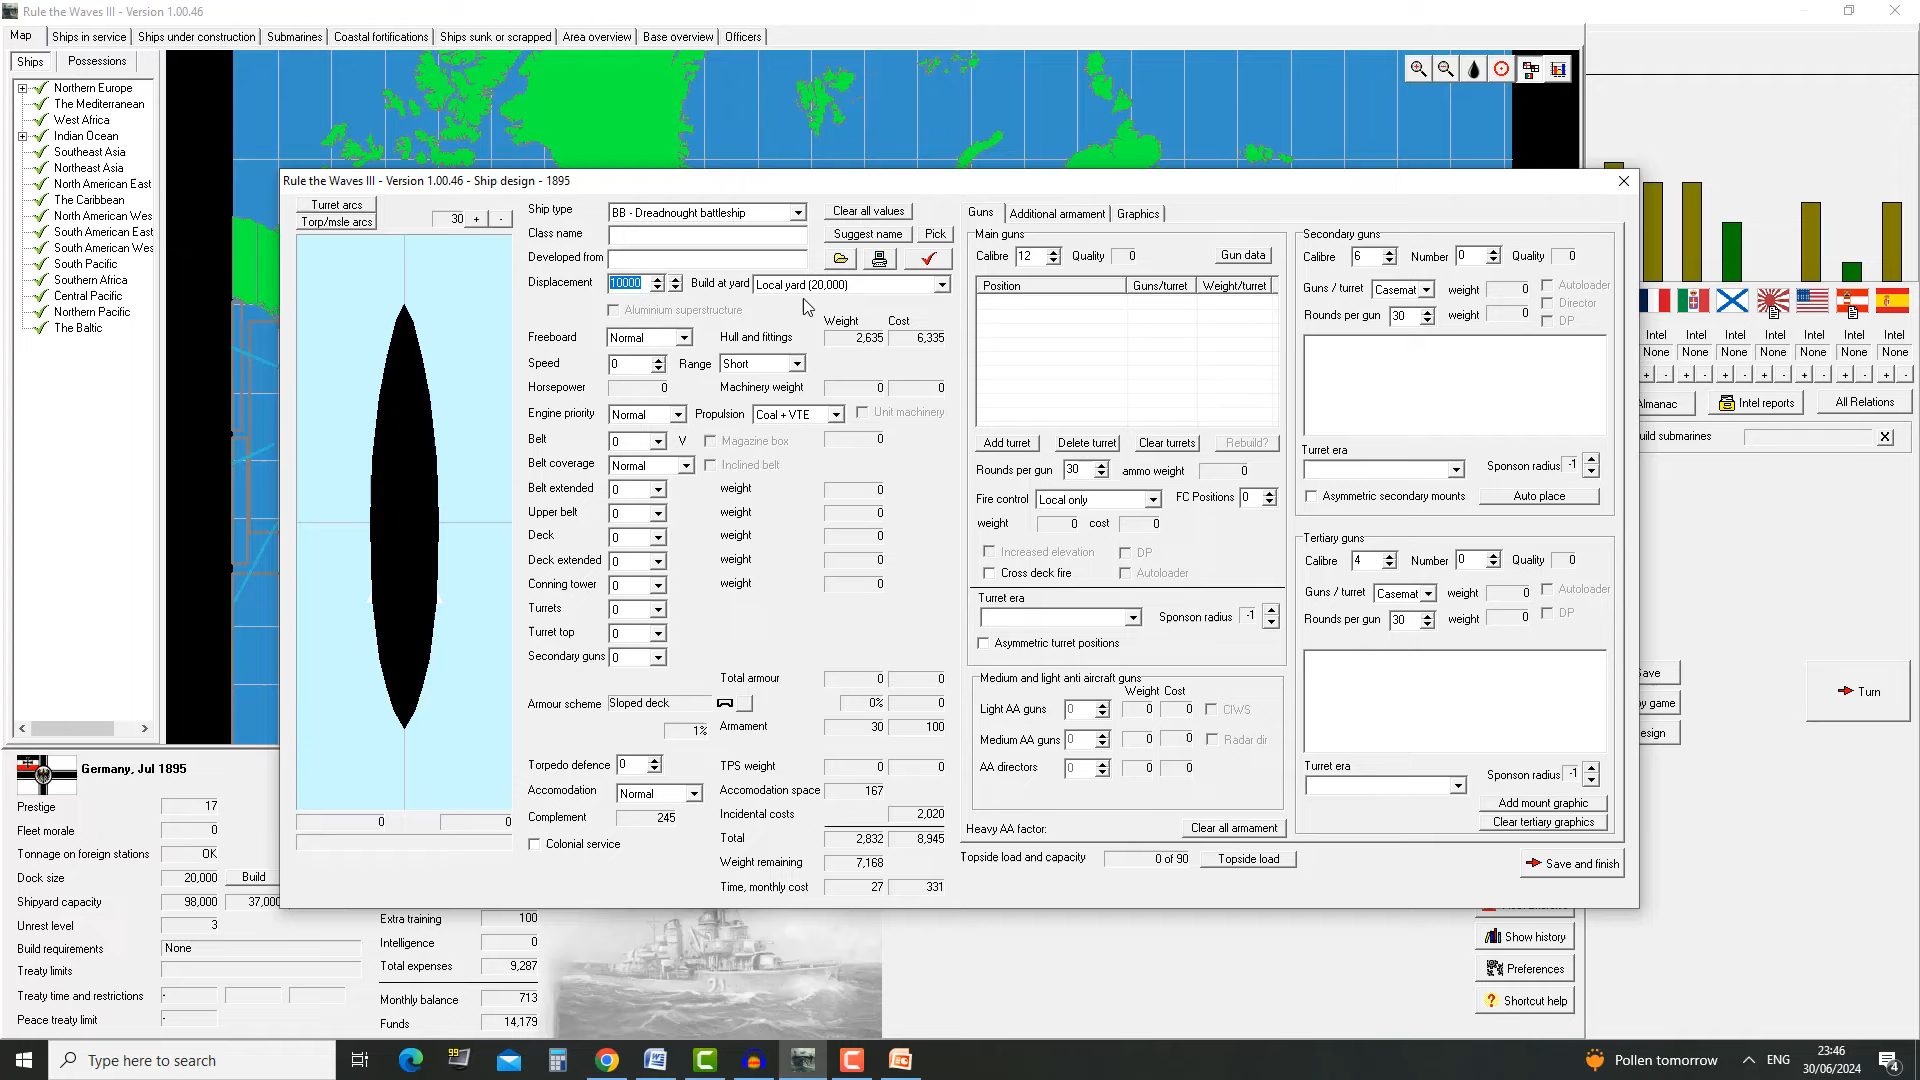 Rule the Waves III - Version 1.00.46
Map Ships in service Ships under construction Submarines Coastal fortifications Ships sunk or scrapped Area overview Base overview Officers
Ships Possessions
Northern Europe
The Mediterranean
West Africa
Indian Ocean
Southeast Asia
Northeast Asia
North American East
The Caribbean
North American Wes
South American East
South American Wes
South Pacific
Southern Africa
Central Pacific
Northern Pacific
The Baltic
Rule the Waves III - Version 1.00.46 - Ship design - 1895
Turret arcs
Torp/msle arcs
30 + -
0 0
Ship type BB - Dreadnought battleship Clear all values
Class name Suggest name Pick
Developed from
Displacement 10000 Build at yard Local yard (20,000)
Aluminium superstructure
Weight Cost
Freeboard Normal Hull and fittings 2,635 6,335
Speed 0 Range Short
Horsepower 0 Machinery weight 0 0
Engine priority Normal Propulsion Coal + VTE Unit machinery
Belt 0 V Magazine box 0
Belt coverage Normal Inclined belt
Belt extended 0 weight 0
Upper belt 0 weight 0
Deck 0 weight 0
Deck extended 0 weight 0
Conning tower 0 weight 0
Turrets 0
Turret top 0
Secondary guns 0
Total armour 0 0
Armour scheme Sloped deck 0% 0
1% Armament 30 100
Torpedo defence 0 TPS weight 0 0
Accomodation Normal Accomodation space 167
Complement 245 Incidental costs 2,020
Colonial service Total 2,832 8,945
Weight remaining 7,168
Time, monthly cost 27 331
Guns Additional armament Graphics
Main guns
Calibre 12 Quality 0 Gun data
Position Guns/turret Weight/turret
Add turret Delete turret Clear turrets Rebuild?
Rounds per gun 30 ammo weight 0
Fire control Local only FC Positions 0
weight 0 cost 0
Increased elevation DP
Cross deck fire Autoloader
Turret era
Sponson radius -1
Asymmetric turret positions
Medium and light anti aircraft guns
Weight Cost
Light AA guns 0 0 0 CIWS
Medium AA guns 0 0 0 Radar dir
AA directors 0 0 0
Heavy AA factor: Clear all armament
Topside load and capacity 0 of 90 Topside load
Secondary guns
Calibre 6 Number 0 Quality 0
Guns / turret Casemat weight 0 Autoloader
Director
Rounds per gun 30 weight 0 DP
Turret era
Sponson radius -1
Asymmetric secondary mounts Auto place
Tertiary guns
Calibre 4 Number 0 Quality 0
Guns / turret Casemat weight 0 Autoloader
Rounds per gun 30 weight 0 DP
Turret era
Sponson radius -1
Add mount graphic
Clear tertiary graphics
Save and finish
Intel Intel Intel Intel Intel Intel Intel
None None None None None None None
+ - + - + - + - + - + - + -
lmanac Intel reports All Relations
uild submarines X
ave
oy game
esign
Turn
Show history
Preferences
Shortcut help
Germany, Jul 1895
Prestige 17
Fleet morale 0
Tonnage on foreign stations OK
Dock size 20,000 Build
Shipyard capacity 98,000 37,000
Unrest level 3
Build requirements None
Treaty limits
Treaty time and restrictions - - -
Peace treaty limit -
Extra training 100
Intelligence 0
Total expenses 9,287
Monthly balance 713
Funds 14,179
Type here to search
99
Pollen tomorrow ENG 23:46
30/06/2024
4